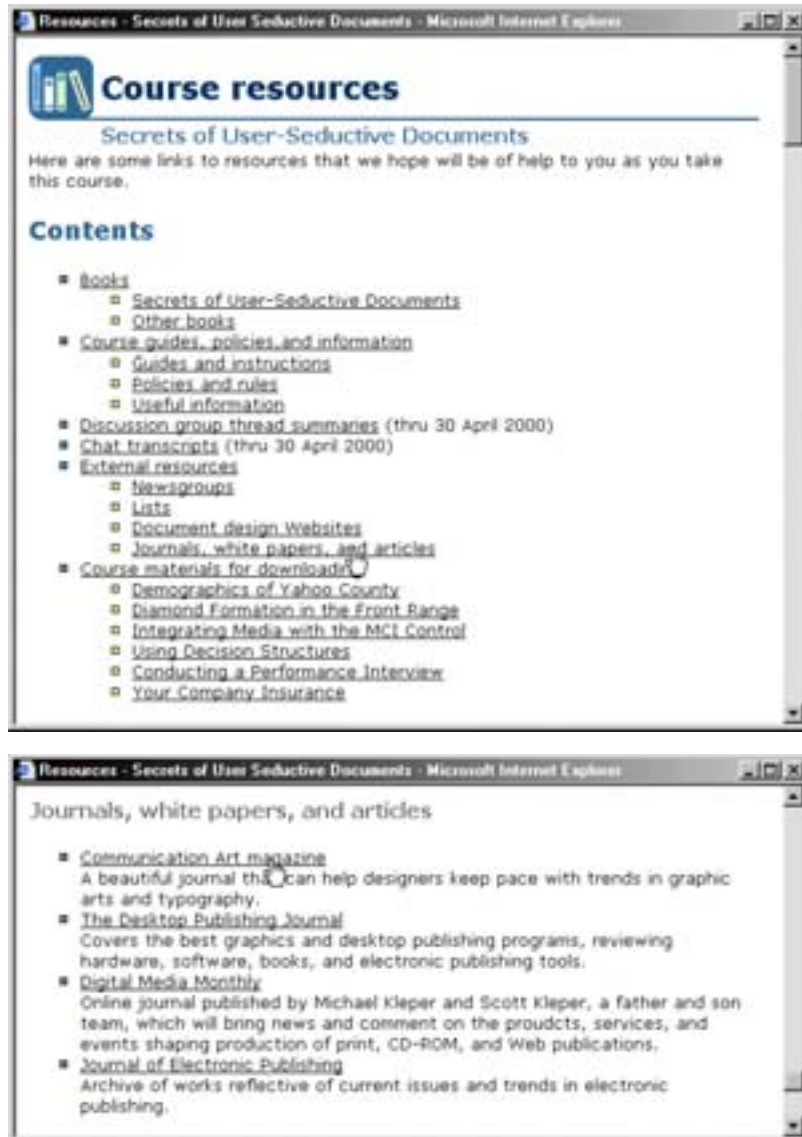 Resources - Secrets of User Seductive Documents - Microsoft Internet Explorer
Course resources
Secrets of User-Seductive Documents
Here are some links to resources that we hope will be of help to you as you take
this course.
Contents
Books
Secrets of User-Seductive Documents
Other books
Course guides, policies,and information
Guides and instructions
Policies and rules
Useful information
Discussion group thread summaries (thru 30 April 2000)
Chat transcripts (thru 30 April 2000)
External resources
Newsgroups
Lists
Document design Websites
Journals, white papers, and articles
Course materials for downloading
Demographics of Yahoo County
Diamond Formation in the Front Range
Integrating Media with the MCI Control
Using Decision Structures
Conducting a Performance Interview
Your Company Insurance
Resources - Secrets of User Seductive Documents - Microsoft Internet Explorer
Journals, white papers, and articles
Communication Art magazine
A beautiful journal that can help designers keep pace with trends in graphic
arts and typography.
The Desktop Publishing Journal
Covers the best graphics and desktop publishing programs, reviewing
hardware, software, books, and electronic publishing tools.
Digital Media Monthly
Online journal published by Michael Kleper and Scott Kleper, a father and son
team, which will bring news and comment on the proudcts, services, and
events shaping production of print, CD-ROM, and Web publications.
Journal of Electronic Publishing
Archive of works reflective of current issues and trends in electronic
publishing.